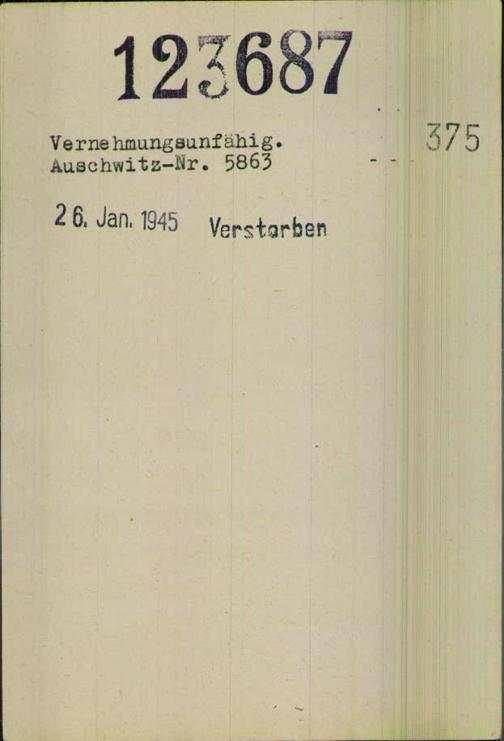 123687
375
Vernehmungsunfähig.
Auschwitz-Nr. 5863
26. Jan. 1945 Verstorben